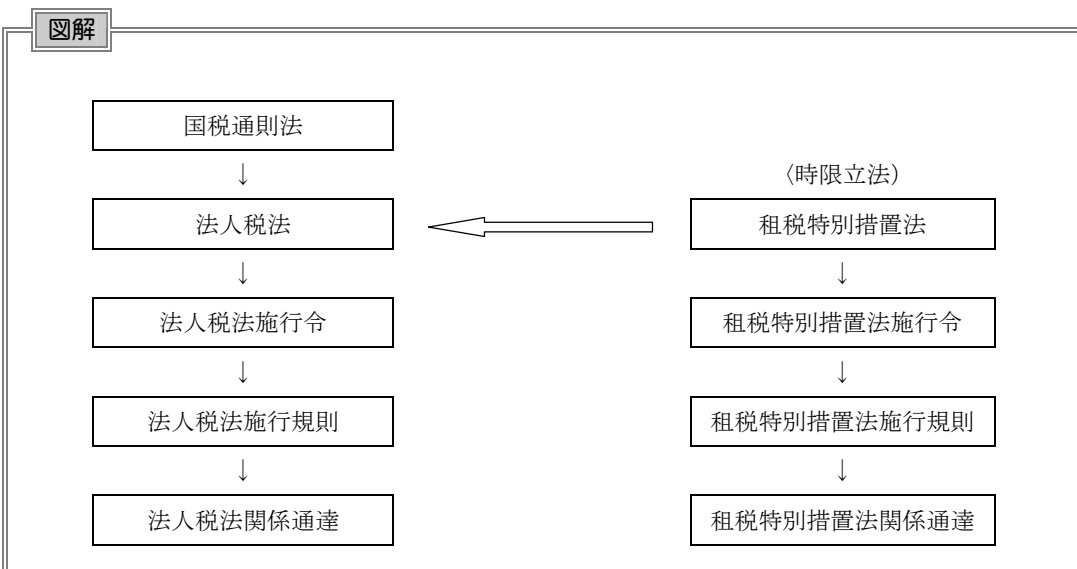 図解
国税通則法
↓
〈時限立法〉
法人税法
租税特別措置法
↓
↓
法人税法施行令
租税特別措置法施行令
↓
↓
法人税法施行規則
租税特別措置法施行規則
↓
↓
法人税法関係通達
租税特別措置法関係通達